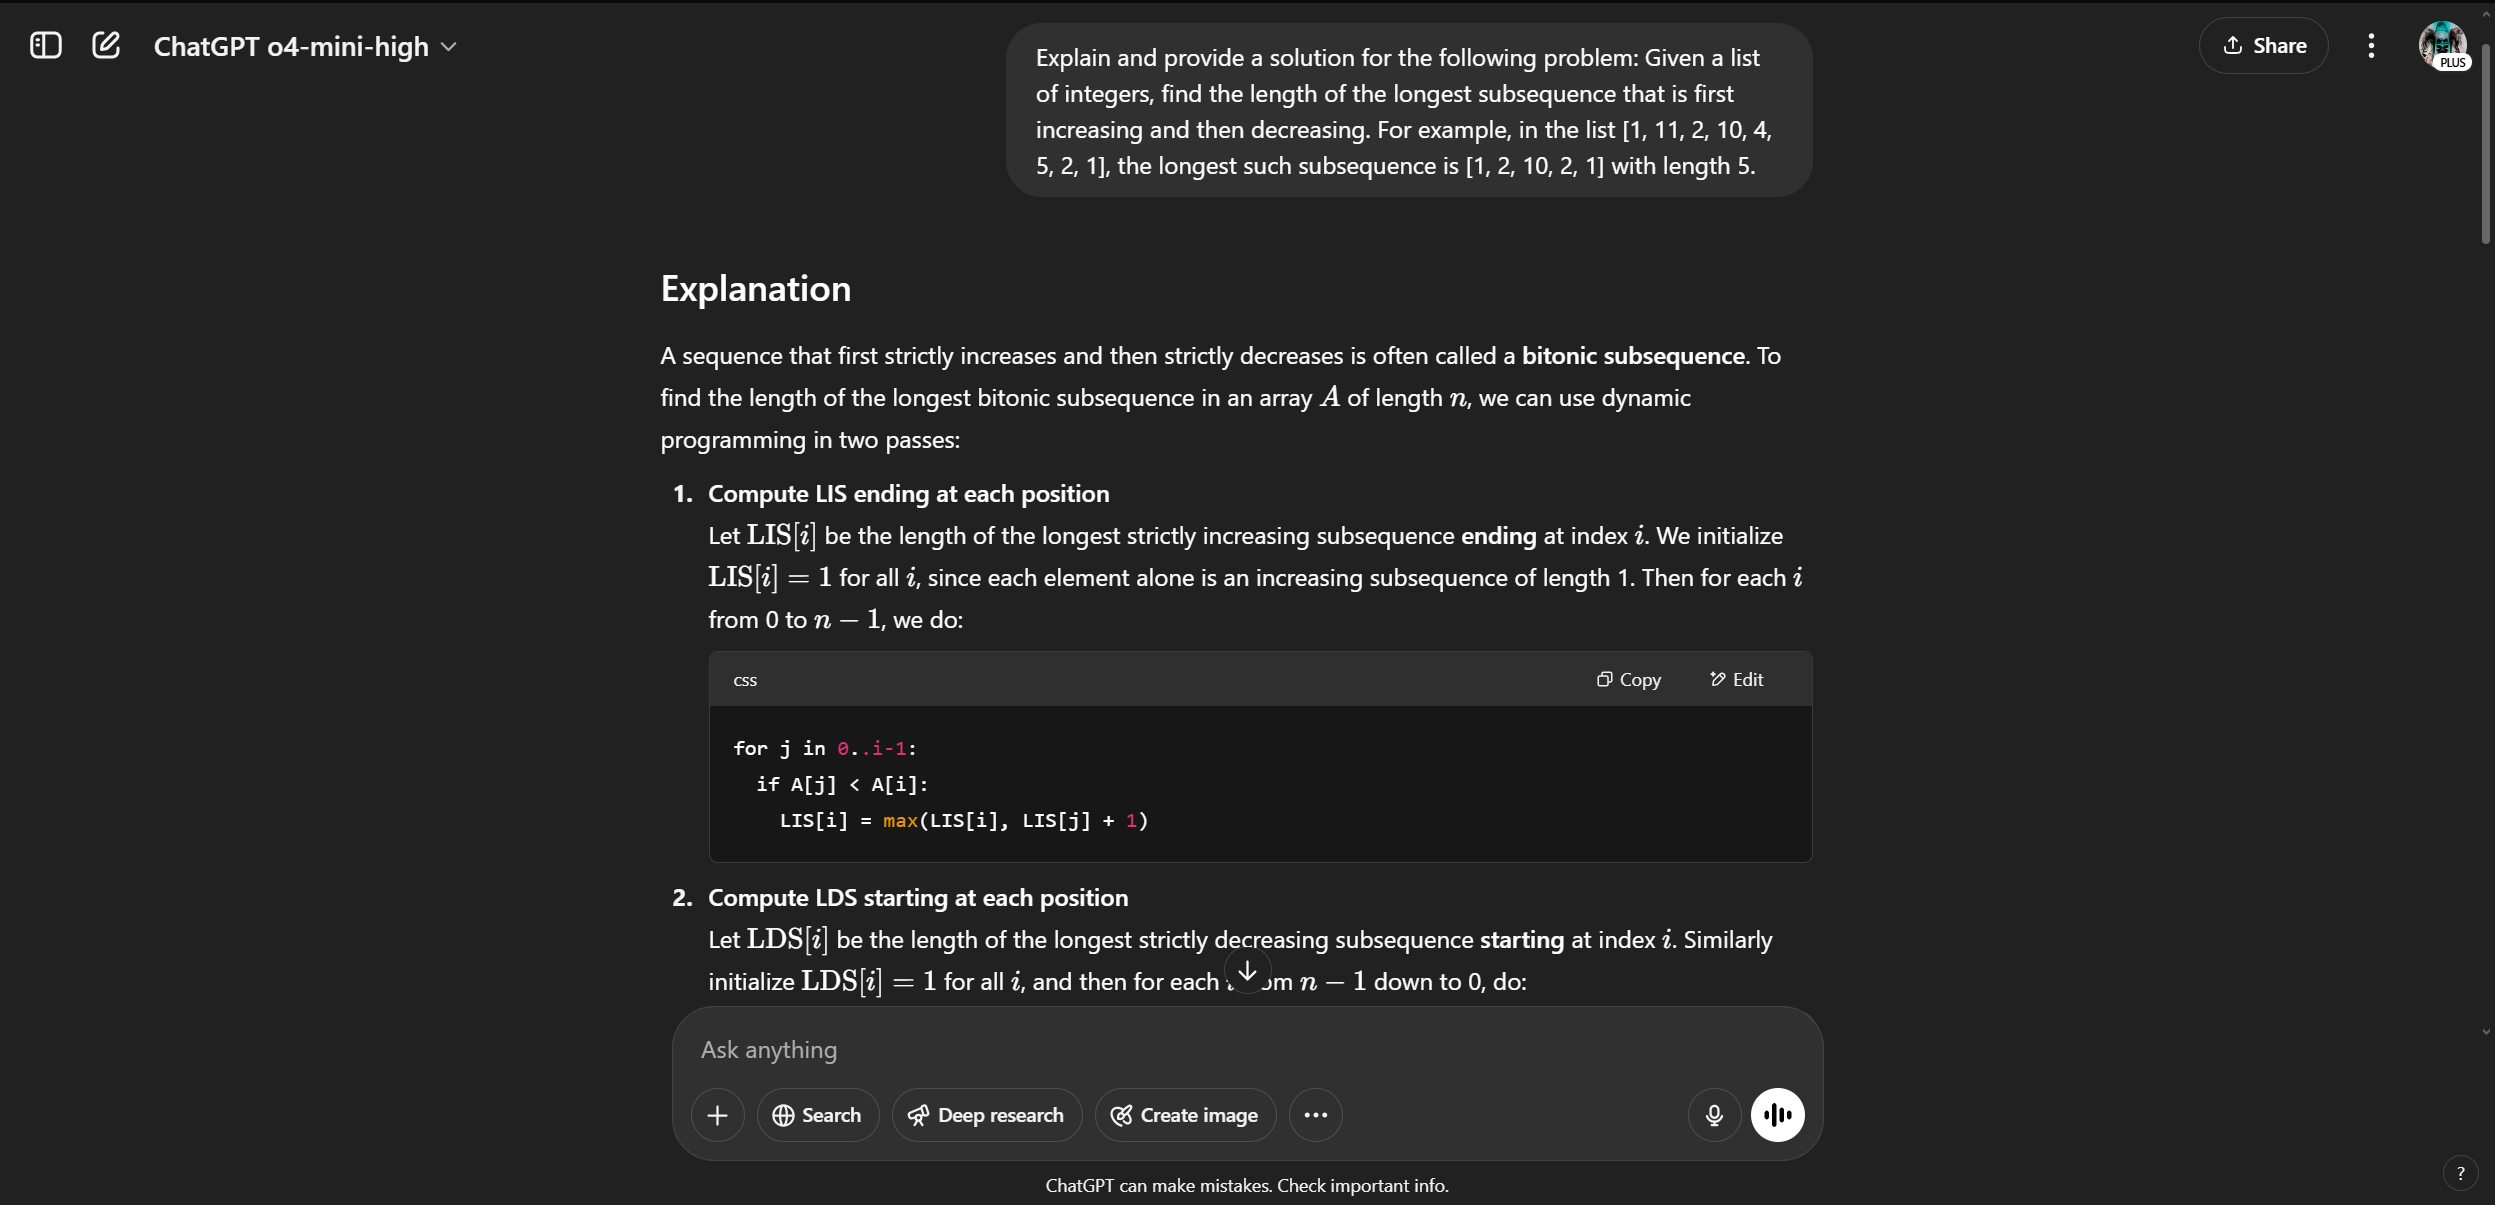 ChatGPT o4-mini-high
Share
PLUS
Explain and provide a solution for the following problem: Given a list
of integers, find the length of the longest subsequence that is first
increasing and then decreasing. For example, in the list [1, 11, 2, 10, 4,
5, 2, 1], the longest such subsequence is [1, 2, 10, 2, 1] with length 5.
Explanation
A sequence that first strictly increases and then strictly decreases is often called a bitonic subsequence. To
find the length of the longest bitonic subsequence in an array A of length n, we can use dynamic
programming in two passes:
1. Compute LIS ending at each position
Let LIS[i] be the length of the longest strictly increasing subsequence ending at index i. We initialize
LIS[i] = 1 for all i, since each element alone is an increasing subsequence of length 1. Then for each i
from 0 to n − 1, we do:
css
Copy
Edit
for j in 0..i-1:
if A[j] < A[i]:
LIS[i] = max(LIS[i], LIS[j] + 1)
2. Compute LDS starting at each position
Let LDS[i] be the length of the longest strictly decreasing subsequence starting at index i. Similarly
initialize LDS[i] = 1 for all i, and then for each n − 1 down to 0, do:
Ask anything
Search
Deep research
Create image
ChatGPT can make mistakes. Check important info.
?